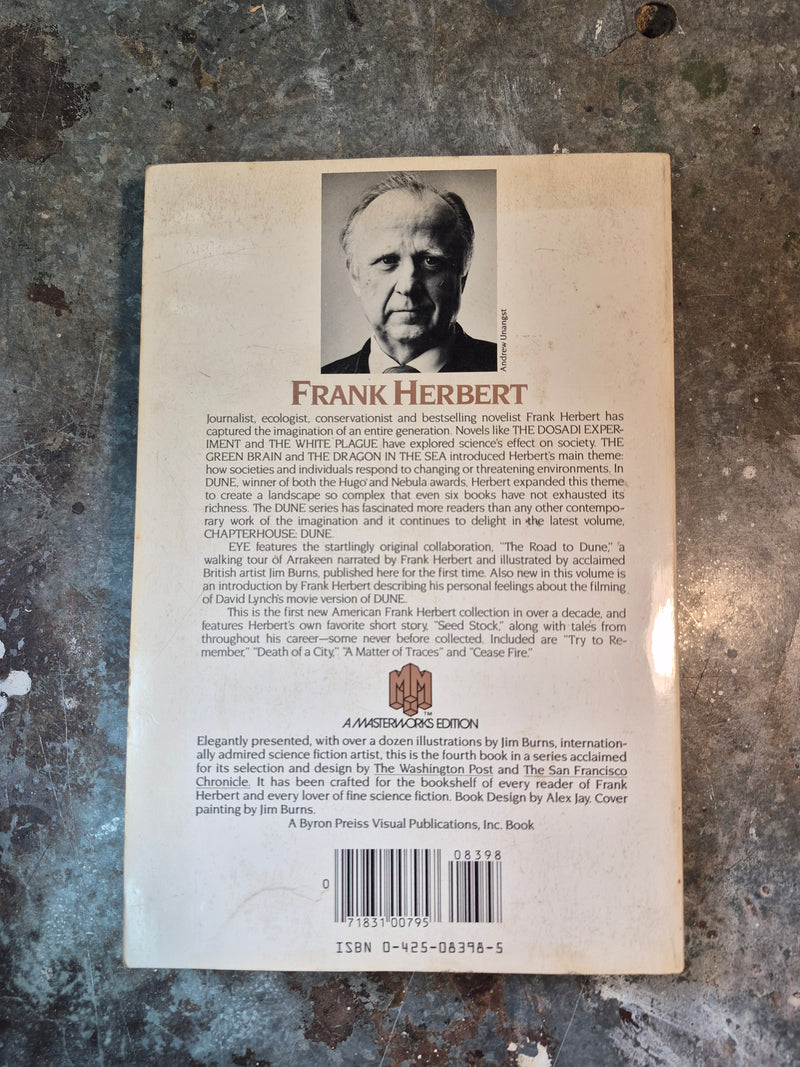 Andrew Unangst
FRANK HERBERT
Journalist, ecologist, conservationist and bestselling novelist Frank Herbert has
captured the imagination of an entire generation. Novels like THE DOSADI EXPER-
IMENT and THE WHITE PLAGUE have explored science's effect on society. THE
GREEN BRAIN and THE DRAGON IN THE SEA introduced Herbert's main theme:
how societies and individuals respond to changing or threatening environments. In
DUNE, winner of both the Hugo and Nebula awards, Herbert expanded this theme
to create a landscape so complex that even six books have not exhausted its
richness. The DUNE series has fascinated more readers than any other contempo-
rary work of the imagination and it continues to delight in the latest volume,
CHAPTERHOUSE: DUNE.
EYE features the startlingly original collaboration, "The Road to Dune," a
walking tour of Arrakeen narrated by Frank Herbert and illustrated by acclaimed
British artist Jim Burns, published here for the first time. Also new in this volume is
an introduction by Frank Herbert describing his personal feelings about the filming
of David Lynch's movie version of DUNE.
This is the first new American Frank Herbert collection in over a decade, and
features Herbert's own favorite short story, "Seed Stock," along with tales from
throughout his career—some never before collected. Included are "Try to Re-
member," "Death of a City," "A Matter of Traces" and "Cease Fire."
MM
TM
A MASTERWORKS EDITION
Elegantly presented, with over a dozen illustrations by Jim Burns, internation-
ally admired science fiction artist, this is the fourth book in a series acclaimed
for its selection and design by The Washington Post and The San Francisco
Chronicle. It has been crafted for the bookshelf of every reader of Frank
Herbert and every lover of fine science fiction. Book Design by Alex Jay. Cover
painting by Jim Burns.
A Byron Preiss Visual Publications, Inc. Book
08398
0 71831 00795
ISBN 0-425-08398-5